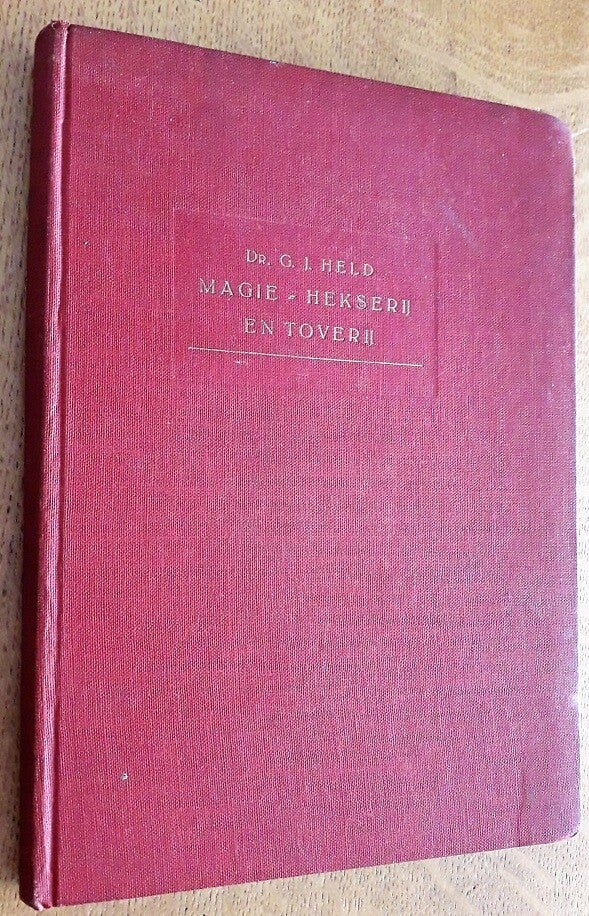 DR. G. J. HELD
MAGIE - HEKSERIJ
EN TOVERIJ